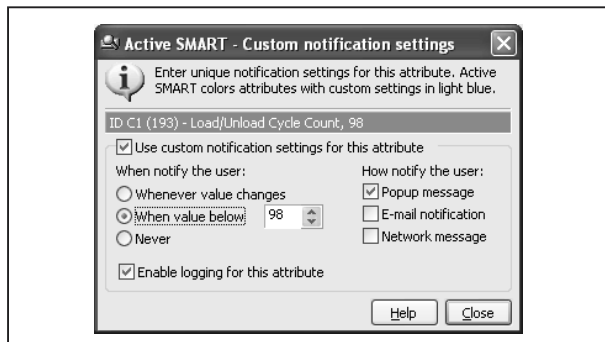 Active SMART - Custom notification settings
Enter unique notification settings for this attribute. Active
SMART colors attributes with custom settings in light blue.
ID C1 (193) - Load/Unload Cycle Count, 98
Use custom notification settings for this attribute
When notify the user:
Whenever value changes
When value below 98
Never
How notify the user:
Popup message
E-mail notification
Network message
Enable logging for this attribute
Help Close